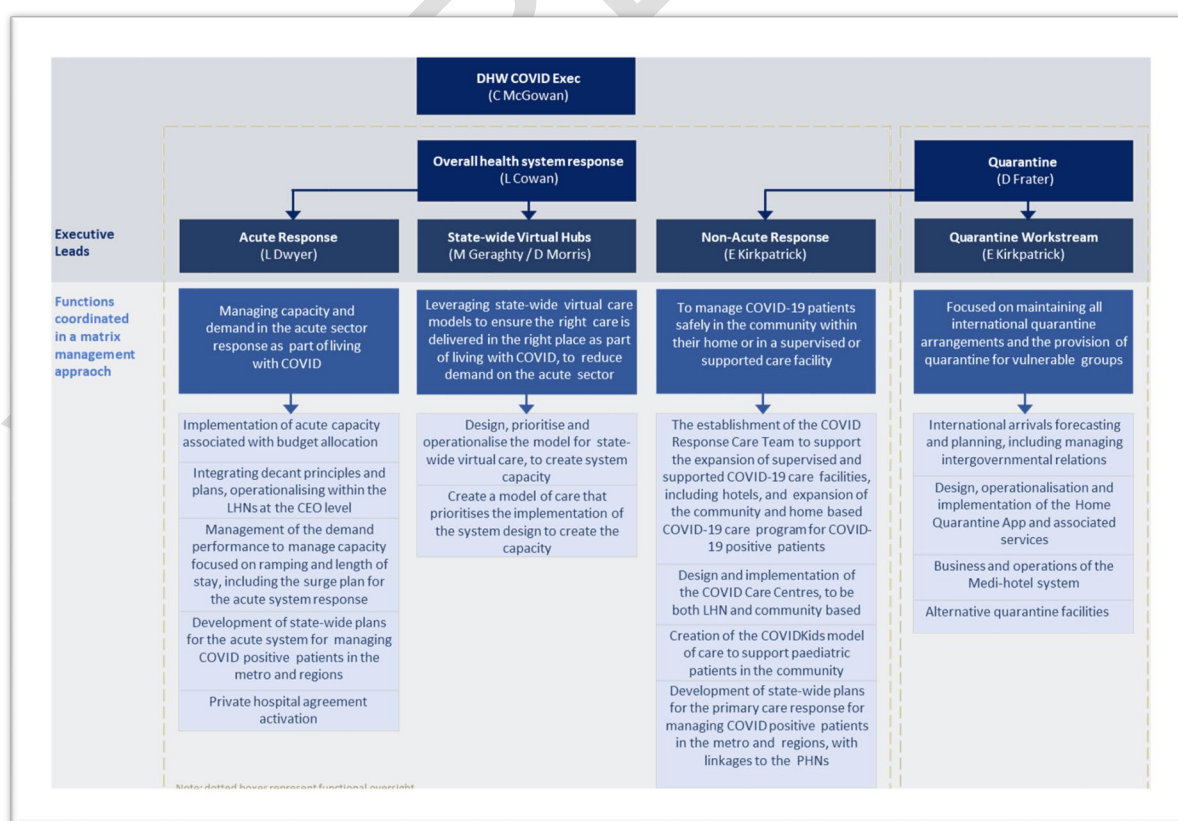 DHW COVID Exec
(C McGowan)
Overall health system response
(L Cowan)
Quarantine
(D Frater)
Executive
Leads
Acute Response
(L Dwyer)
State-wide Virtual Hubs
(M Geraghty / D Morris)
Non-Acute Response
(E Kirkpatrick)
Quarantine Workstream
(E Kirkpatrick)
Functions
coordinated
in a matrix
management
appraoch
Managing capacity and
demand in the acute sector
response as part of living
with COVID
Leveraging state-wide virtual care
models to ensure the right care is
delivered in the right place as part
of living with COVID, to reduce
demand on the acute sector
To manage COVID-19 patients
safely in the community within
their home or in a supervised or
supported care facility
Focused on maintaining all
international quarantine
arrangements and the provision of
quarantine for vulnerable groups
Implementation of acute capacity
associated with budget allocation
Integrating decant principles and
plans, operationalising within the
LHNs at the CEO level
Management of the demand
performance to manage capacity
focused on ramping and length of
stay, including the surge plan for
the acute system response
Development of state-wide plans
for the acute system for managing
COVID positive patients in the
metro and regions
Private hospital agreement
activation
Design, prioritise and
operationalise the model for state-
wide virtual care, to create system
capacity
Create a model of care that
prioritises the implementation of
the system design to create the
capacity
The establishment of the COVID
Response Care Team to support
the expansion of supervised and
supported COVID-19 care facilities,
including hotels, and expansion of
the community and home based
COVID-19 care program for COVID-
19 positive patients
Design and implementation of
the COVID Care Centres, to be
both LHN and community based
Creation of the COVIDKids model
of care to support paediatric
patients in the community
Development of state-wide plans
for the primary care response for
managing COVID positive patients
in the metro and regions, with
linkages to the PHNs
International arrivals forecasting
and planning, including managing
intergovernmental relations
Design, operationalisation and
implementation of the Home
Quarantine App and associated
services
Business and operations of the
Medi-hotel system
Alternative quarantine facilities
Note: dotted boxes represent functional oversight